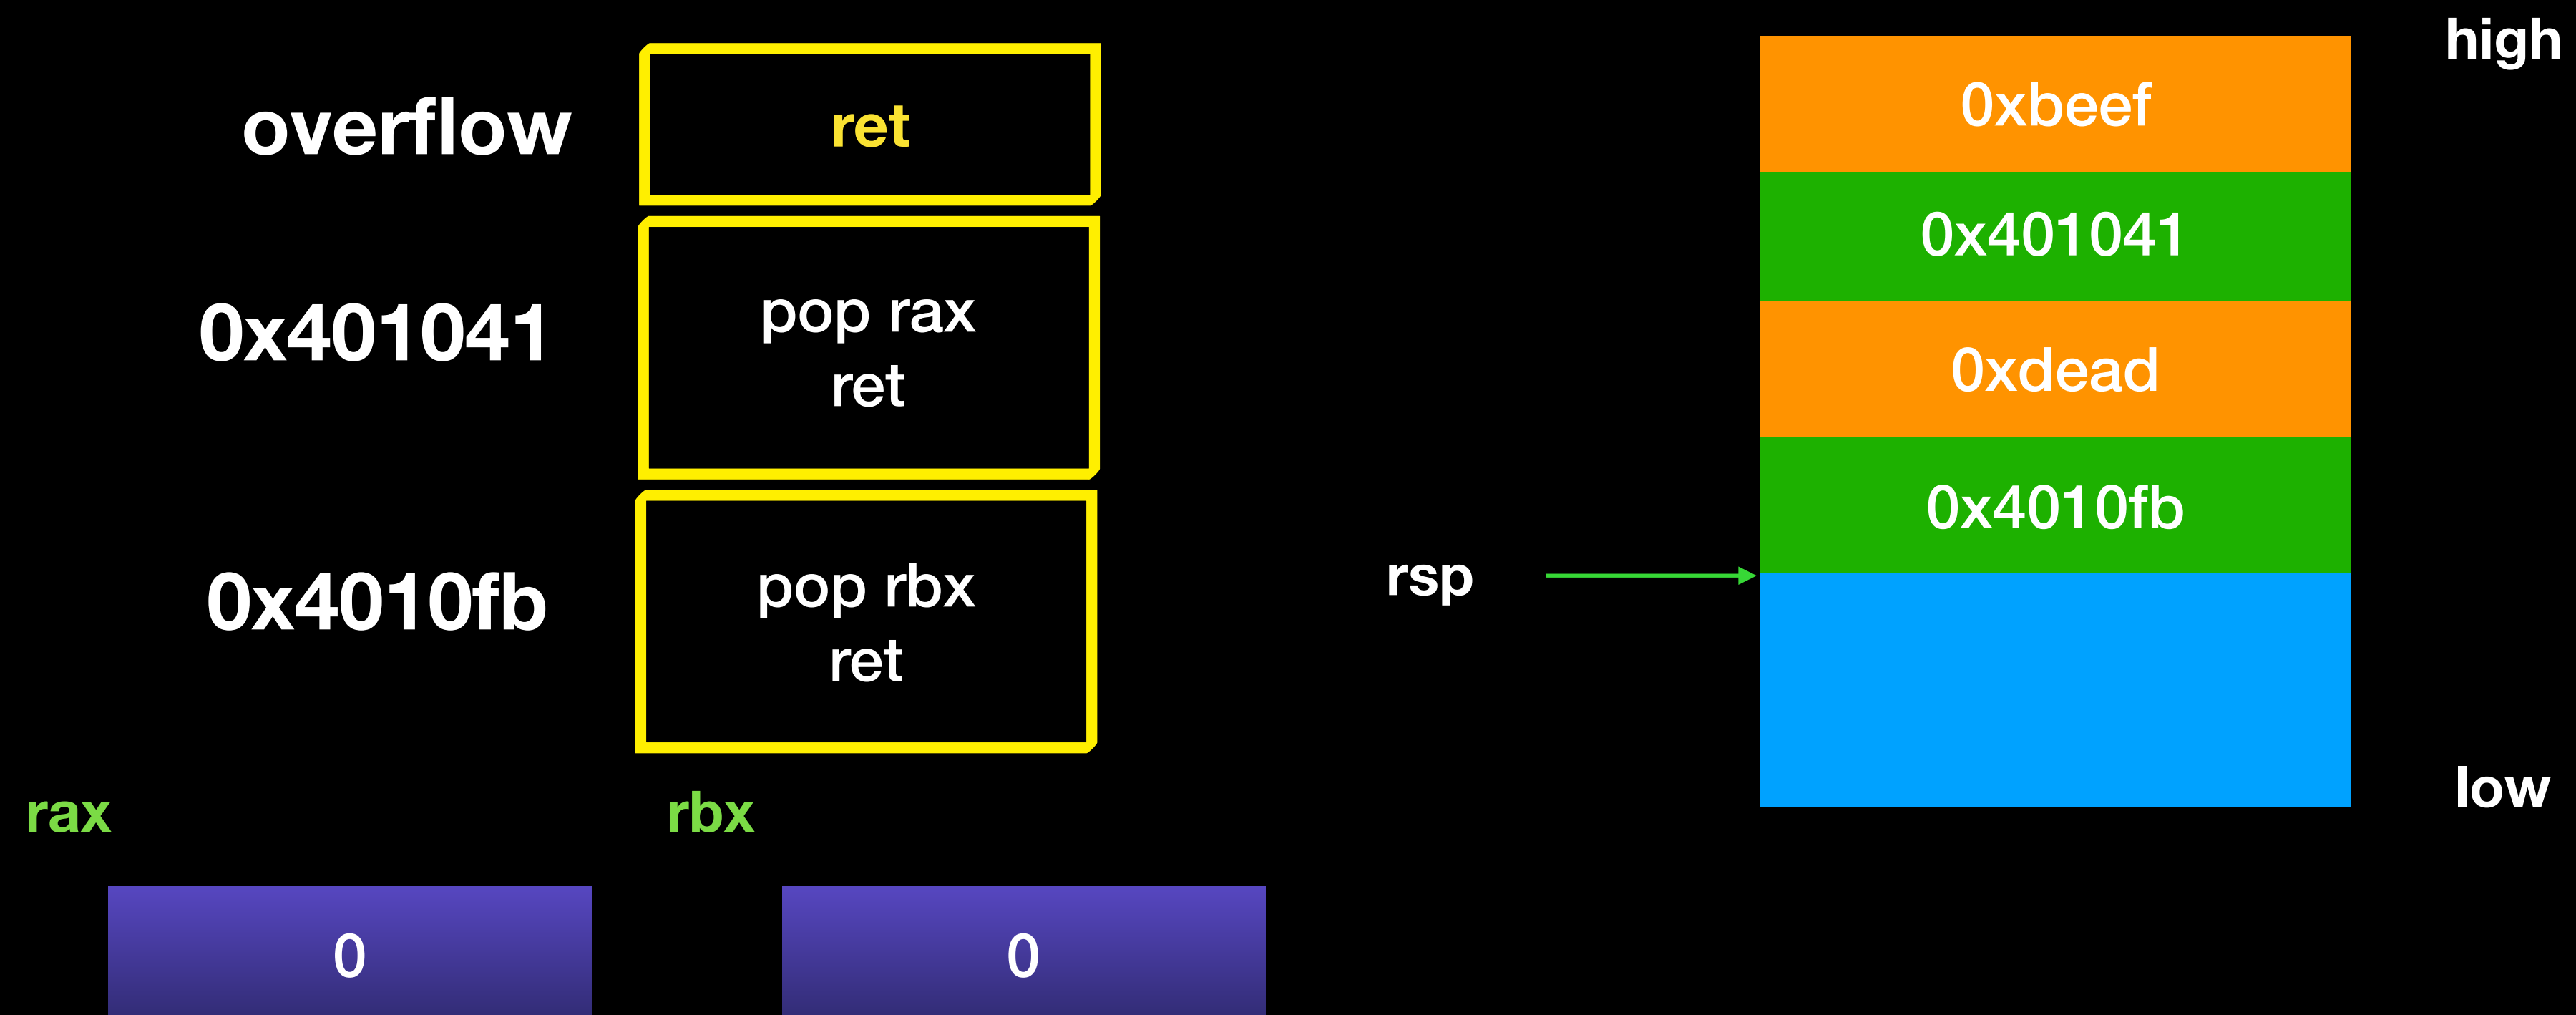 overflow
ret
0x401041
pop rax
ret
0x4010fb
pop rbx
ret
rax
0
rbx
0
rsp
high
0xbeef
0x401041
0xdead
0x4010fb
low